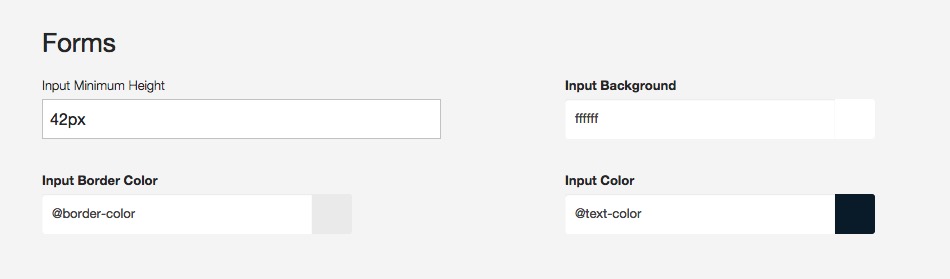 Forms
Input Minimum Height
Input Background
42px
ffffff
Input Border Color
Input Color
@border-color
@text-color